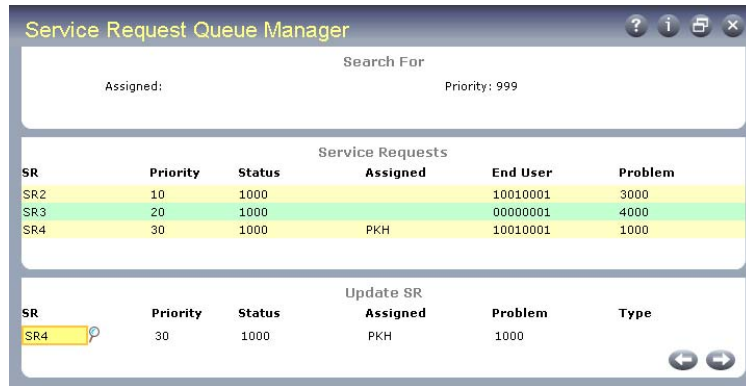 Service Request Queue Manager
Search For
Assigned: Priority: 999
Service Requests
SR Priority Status Assigned End User Problem
SR2 10 1000 10010001 3000
SR3 20 1000 00000001 4000
SR4 30 1000 PKH 10010001 1000
Update SR
SR Priority Status Assigned Problem Type
SR4 30 1000 PKH 1000